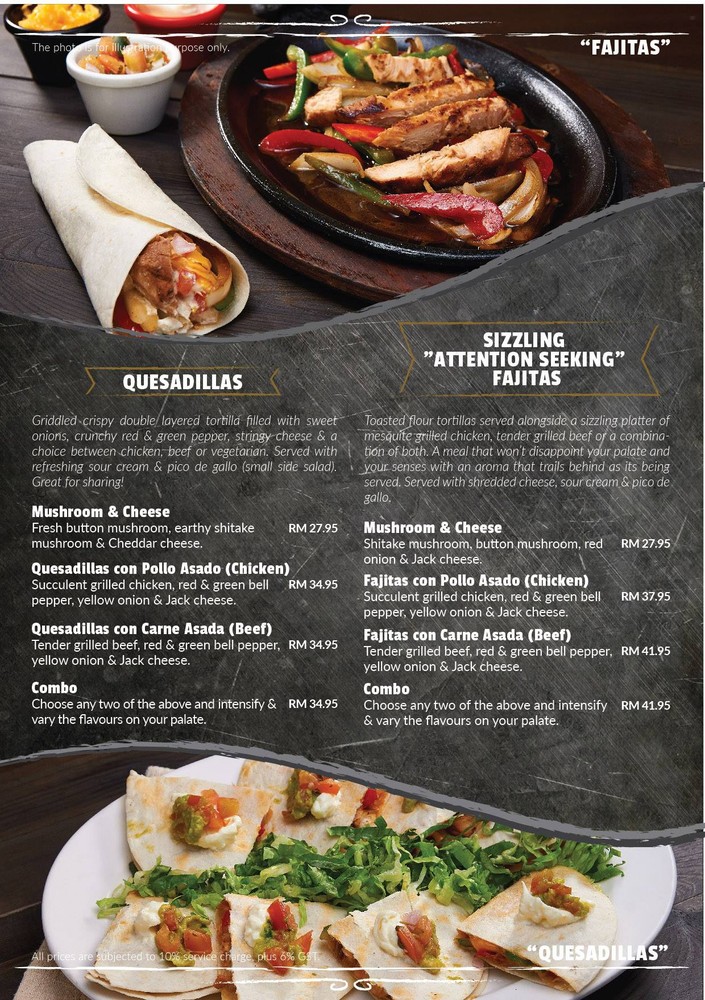 The photo is for illustration purpose only.
“FAJITAS”
QUESADILLAS
Griddled crispy double layered tortilla filled with sweet
onions, crunchy red & green pepper, stringy cheese & a
choice between chicken, beef or vegetarian. Served with
refreshing sour cream & pico de gallo (small side salad).
Great for sharing!
Mushroom & Cheese
Fresh button mushroom, earthy shitake RM 27.95
mushroom & Cheddar cheese.
Quesadillas con Pollo Asado (Chicken)
Succulent grilled chicken, red & green bell RM 34.95
pepper, yellow onion & Jack cheese.
Quesadillas con Carne Asada (Beef)
Tender grilled beef, red & green bell pepper, RM 34.95
yellow onion & Jack cheese.
Combo
Choose any two of the above and intensify & RM 34.95
vary the flavours on your palate.
SIZZLING
”ATTENTION SEEKING”
FAJITAS
Toasted flour tortillas served alongside a sizzling platter of
mesquite grilled chicken, tender grilled beef or a combina-
tion of both. A meal that won’t disappoint your palate and
your senses with an aroma that trails behind as its being
served. Served with shredded cheese, sour cream & pico de
gallo.
Mushroom & Cheese
Shitake mushroom, button mushroom, red RM 27.95
onion & Jack cheese.
Fajitas con Pollo Asado (Chicken)
Succulent grilled chicken, red & green bell RM 37.95
pepper, yellow onion & Jack cheese.
Fajitas con Carne Asada (Beef)
Tender grilled beef, red & green bell pepper, RM 41.95
yellow onion & Jack cheese.
Combo
Choose any two of the above and intensify RM 41.95
& vary the flavours on your palate.
All prices are subjected to 10% service charge, plus 6% GST.
“QUESADILLAS”